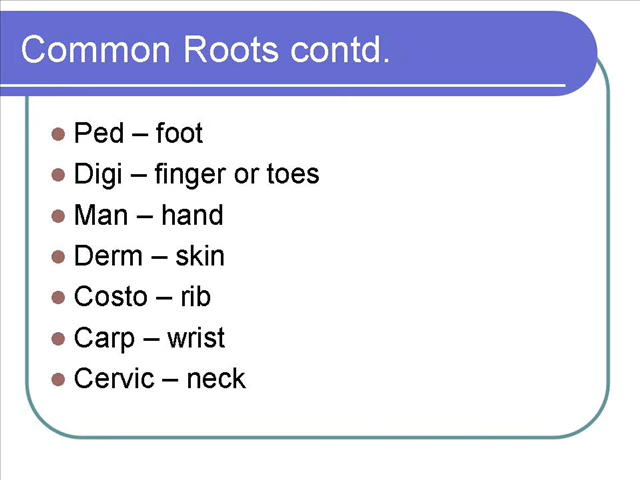 Common Roots contd.
Ped – foot
Digi – finger or toes
Man – hand
Derm – skin
Costo – rib
Carp – wrist
Cervic – neck